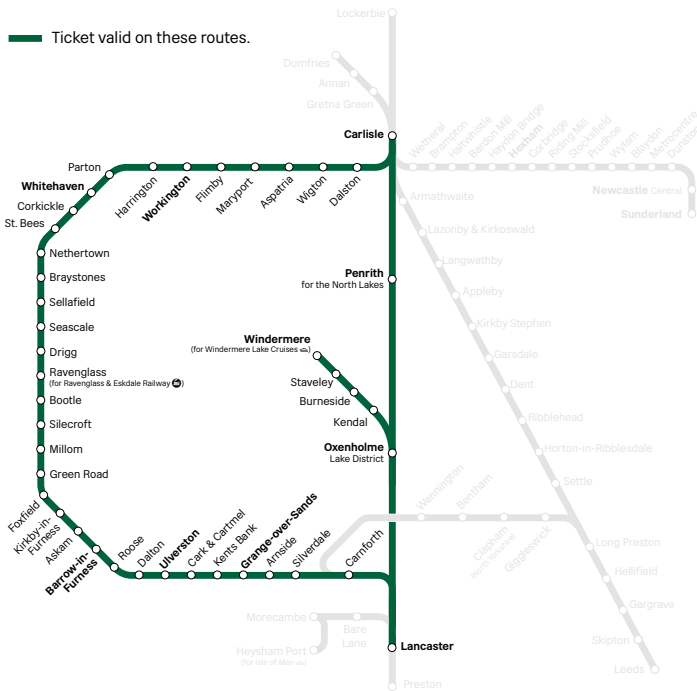 Lockerbie
Ticket valid on these routes.
Dumfries
Annan
Gretna Green
Carlisle
Wetheral
Brampton
Haltwhistle
Bardon Mill
Haydon Bridge
Hexham
Corbridge
Riding Mill
Stocksfield
Prudhoe
Wylam
Blaydon
Metrocentre
Dunston
Newcastle Central
Sunderland
Parton
Harrington
Workington
Flimby
Maryport
Aspatria
Wigton
Dalston
Whitehaven
Corkickle
St. Bees
Nethertown
Braystones
Sellafield
Seascale
Drigg
Ravenglass
(for Ravenglass & Eskdale Railway)
Bootle
Silecroft
Millom
Green Road
Foxfield
Kirkby-in-
Furness
Askam
Barrow-in-
Furness
Roose
Dalton
Ulverston
Cark & Cartmel
Kents Bank
Grange-over-Sands
Arnside
Silverdale
Carnforth
Penrith
for the North Lakes
Windermere
(for Windermere Lake Cruises)
Staveley
Burneside
Kendal
Oxenholme
Lake District
Armathwaite
Lazonby & Kirkoswald
Langwathby
Appleby
Kirkby Stephen
Garsdale
Dent
Ribblehead
Horton-in-Ribblesdale
Settle
Wennington
Bentham
Clapham
(North Yorkshire)
Giggleswick
Long Preston
Hellifield
Gargrave
Skipton
Leeds
Morecambe
Bare
Lane
Heysham Port
(for Isle of Man)
Lancaster
Preston